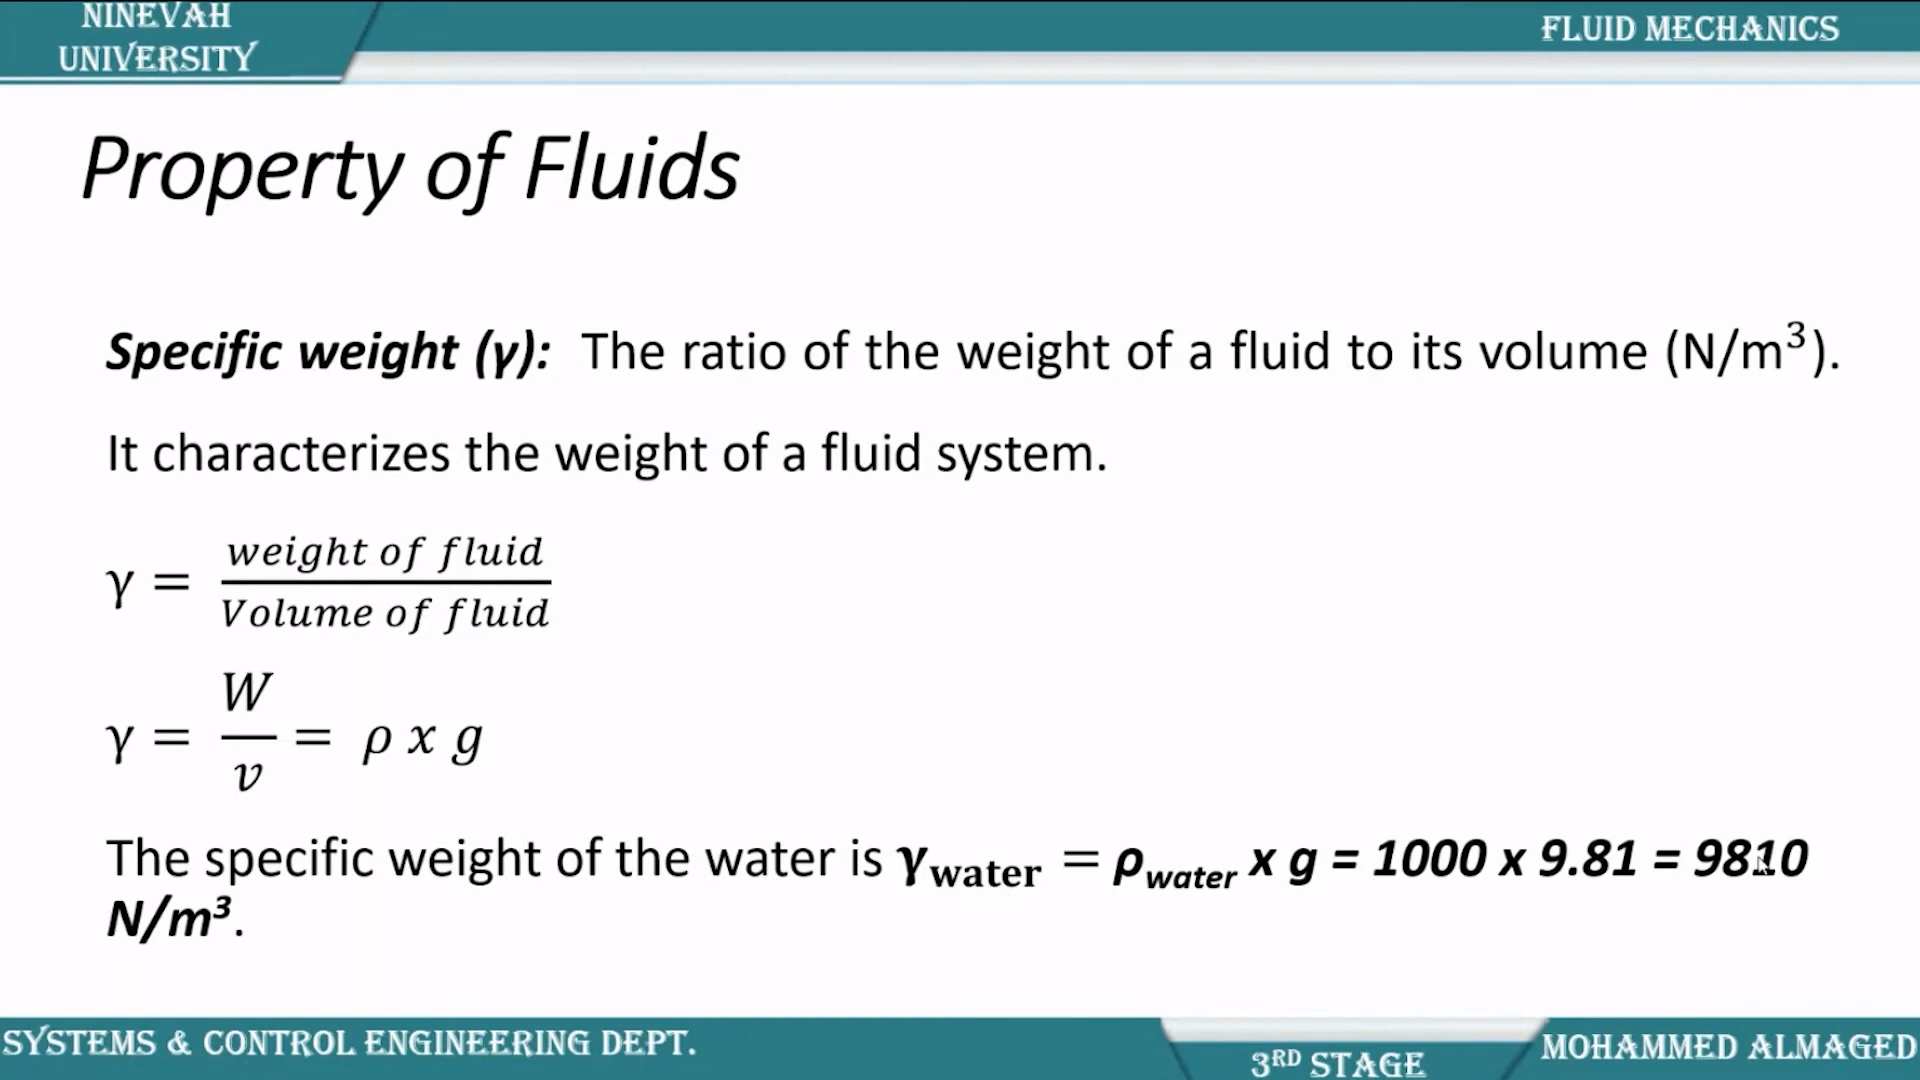 NINEVAH
UNIVERSITY
FLUID MECHANICS
Property of Fluids
Specific weight (γ): The ratio of the weight of a fluid to its volume (N/m³).
It characterizes the weight of a fluid system.
γ = weight of fluid / Volume of fluid
γ = W / v = ρ x g
The specific weight of the water is γ_water = ρ_water x g = 1000 x 9.81 = 9810
N/m³.
SYSTEMS & CONTROL ENGINEERING DEPT.
3RD STAGE
MOHAMMED ALMAGED